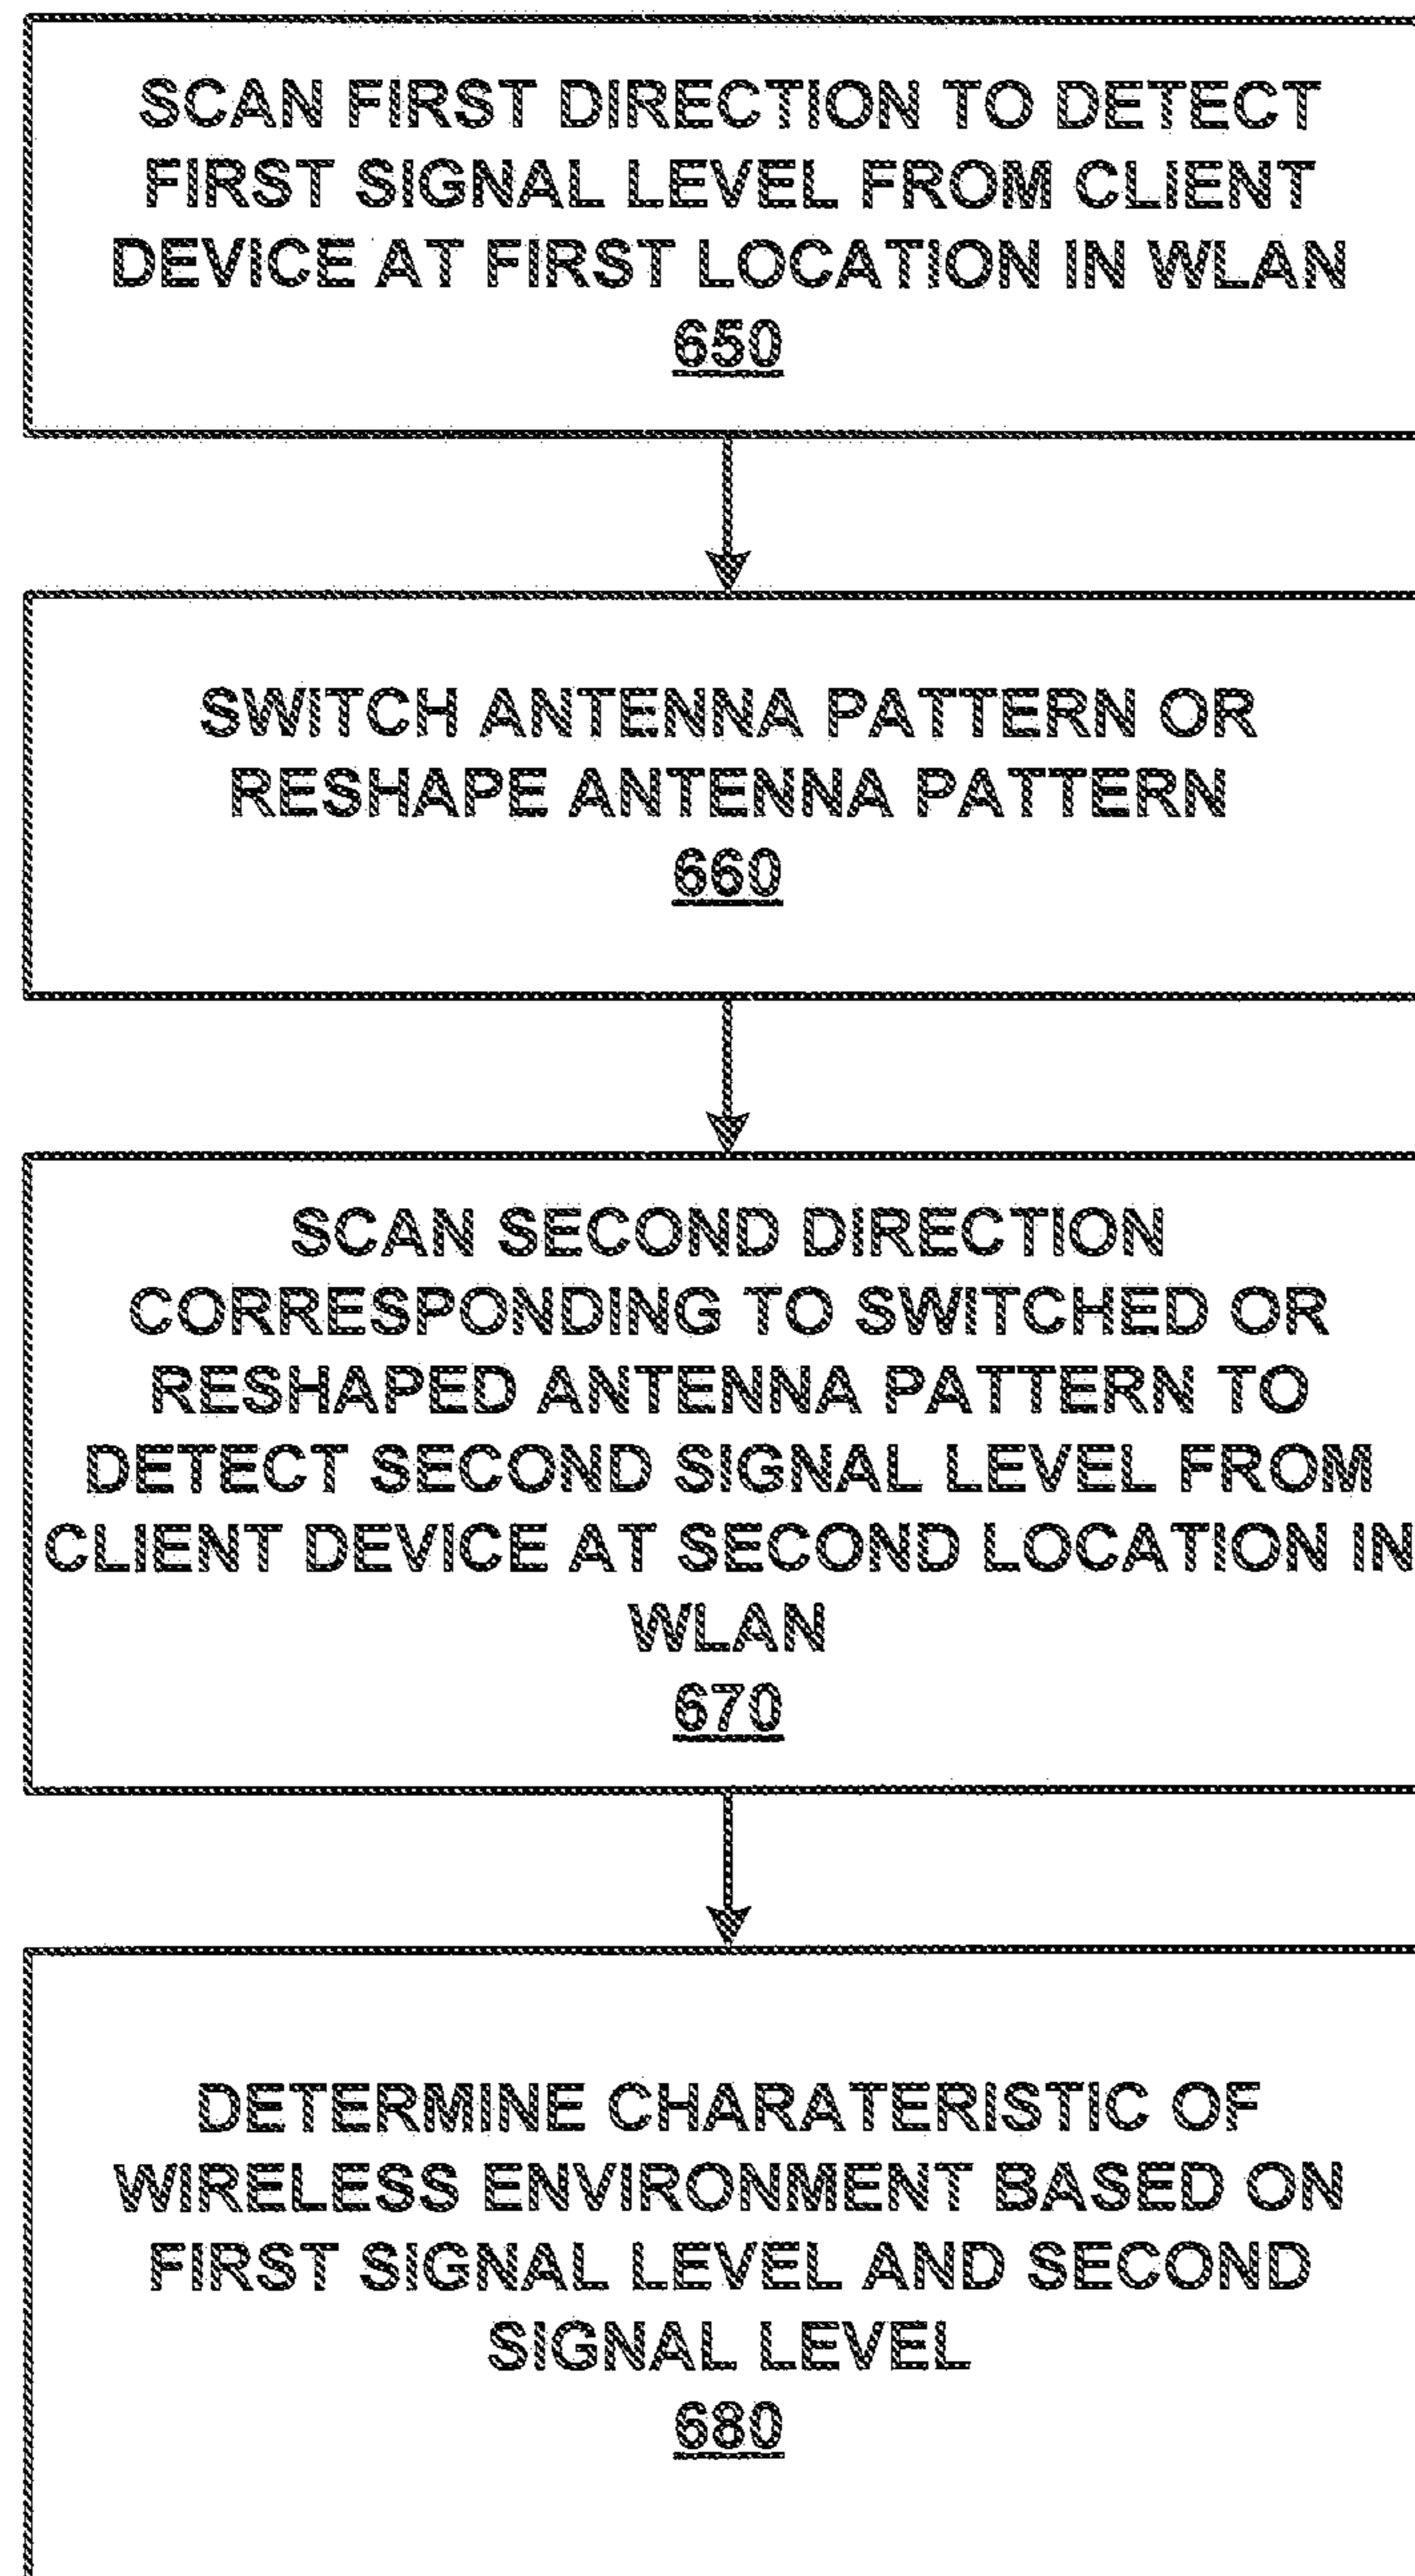 SCAN FIRST DIRECTION TO DETECT
FIRST SIGNAL LEVEL FROM CLIENT
DEVICE AT FIRST LOCATION IN WLAN
650
SWITCH ANTENNA PATTERN OR
RESHAPE ANTENNA PATTERN
660
SCAN SECOND DIRECTION
CORRESPONDING TO SWITCHED OR
RESHAPED ANTENNA PATTERN TO
DETECT SECOND SIGNAL LEVEL FROM
CLIENT DEVICE AT SECOND LOCATION IN
WLAN
670
DETERMINE CHARATERISTIC OF
WIRELESS ENVIRONMENT BASED ON
FIRST SIGNAL LEVEL AND SECOND
SIGNAL LEVEL
680